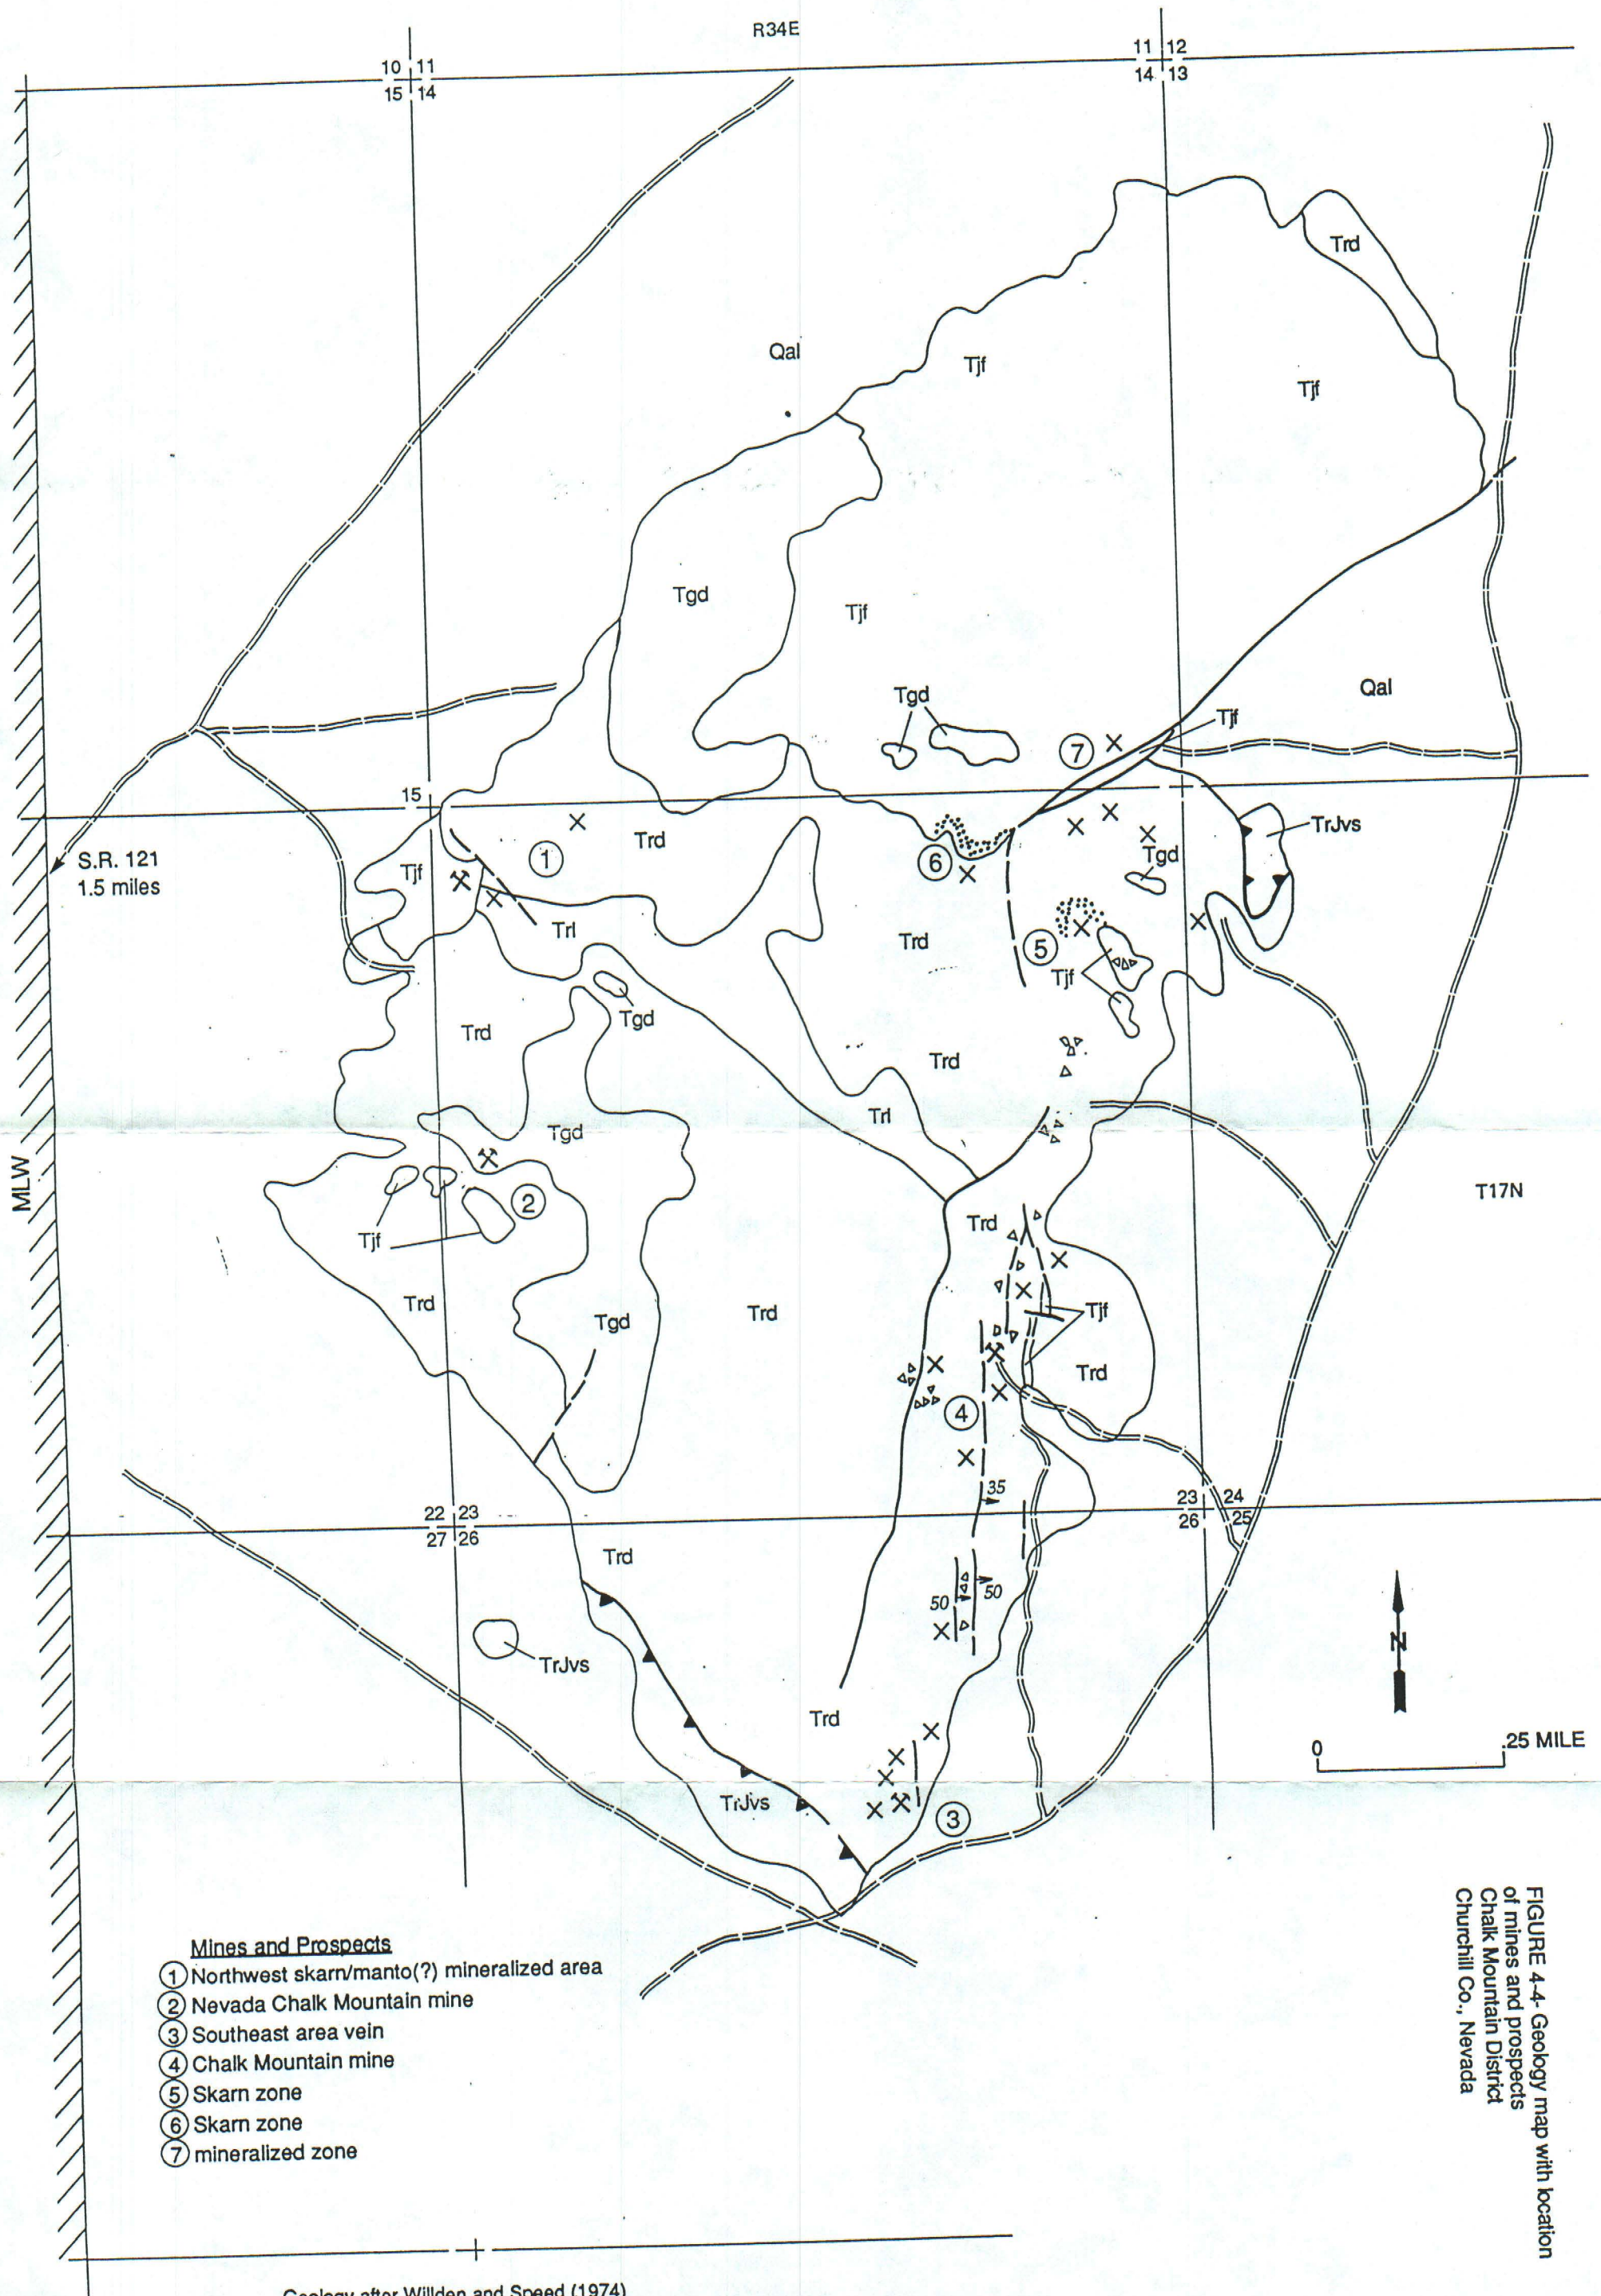 R34E
10 11
15 14
11 12
14 13
Trd
Qal
Tjf
Tjf
Tgd
Tjf
Tgd
Qal
Tjf
7
15
S.R. 121
1.5 miles
1
Trd
TrJvs
6
Tgd
Tjf
Trl
Trd
5
Tjf
Tgd
Trd
Trd
Trl
Tgd
MLW
T17N
2
Trd
Tjf
Trd
Tgd
Trd
Tjf
Trd
4
35
22 23
27 26
23 24
26 25
Trd
50
50
N
TrJvs
Trd
0 .25 MILE
TrJvs
3
Mines and Prospects
1 Northwest skarn/manto(?) mineralized area
2 Nevada Chalk Mountain mine
3 Southeast area vein
4 Chalk Mountain mine
5 Skarn zone
6 Skarn zone
7 mineralized zone
FIGURE 4-4- Geology map with location
of mines and prospects
Chalk Mountain District
Churchill Co., Nevada
Geology after Willden and Speed (1974)